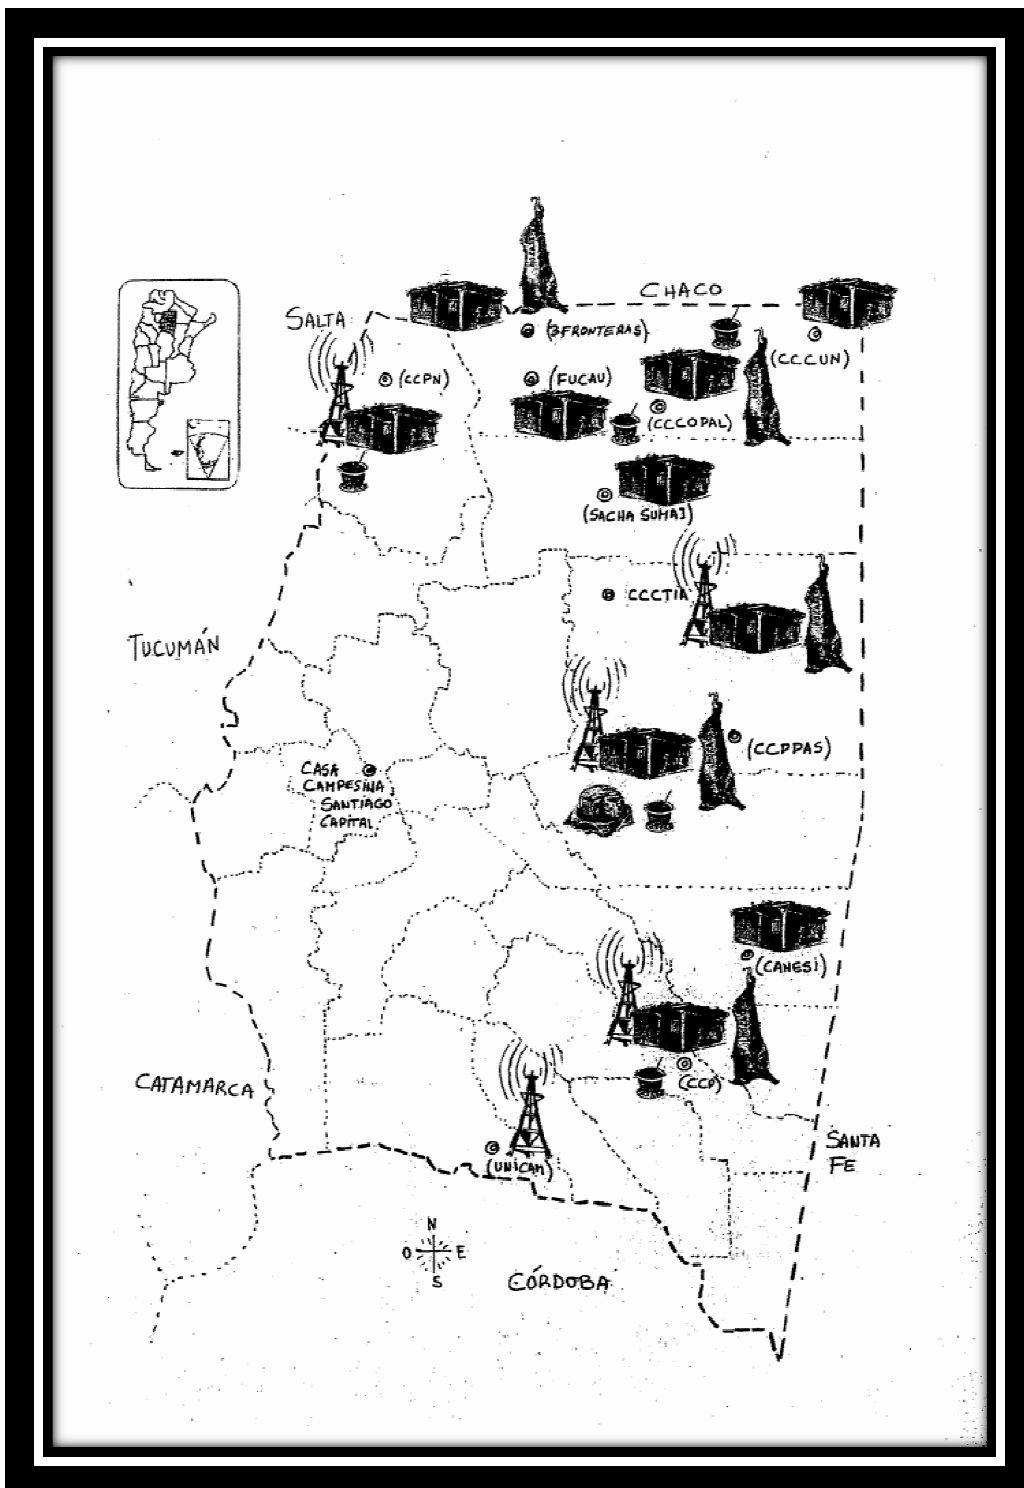 CHACO
SALTA
(3FRONTERAS)
(CCCUN)
(CCPN)
(FUCAU)
(CCCOPAL)
(SACHA SUMAJ)
CCCTIA
TUCUMÁN
(CCPPAS)
CASA
CAMPESINA
SANTIAGO
CAPITAL
(CANESI)
(CCP)
CATAMARCA
SANTA
FE
(UNICAM)
N
O E
S
CÓRDOBA